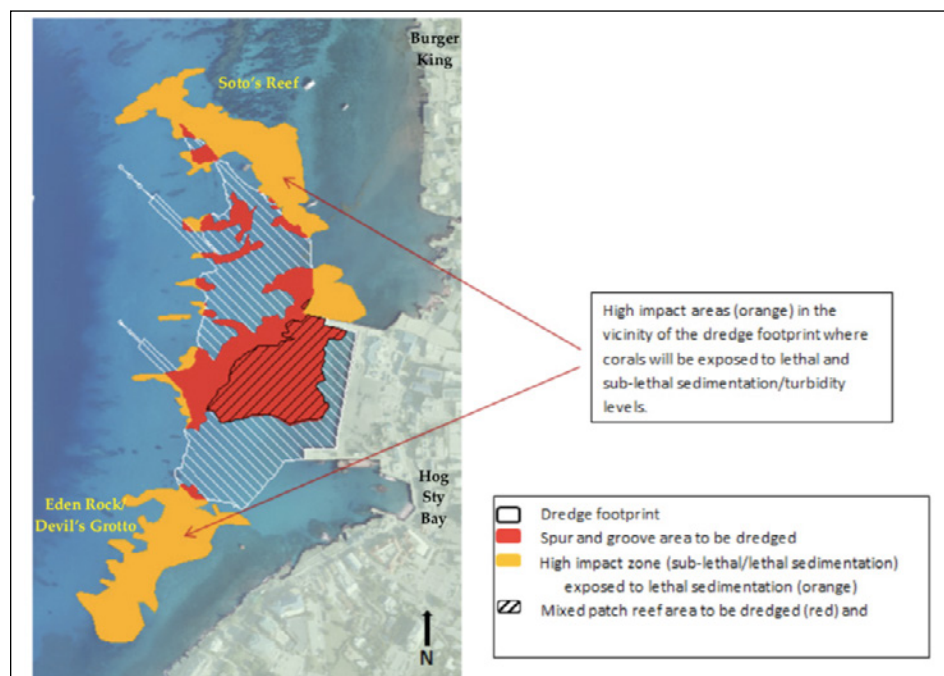 Burger
King
Soto's Reef
High impact areas (orange) in the
vicinity of the dredge footprint where
corals will be exposed to lethal and
sub-lethal sedimentation/turbidity
levels.
Eden Rock/
Devil's Grotto
Hog
Sty
Bay
N
Dredge footprint
Spur and groove area to be dredged
High impact zone (sub-lethal/lethal sedimentation)
exposed to lethal sedimentation (orange)
Mixed patch reef area to be dredged (red) and